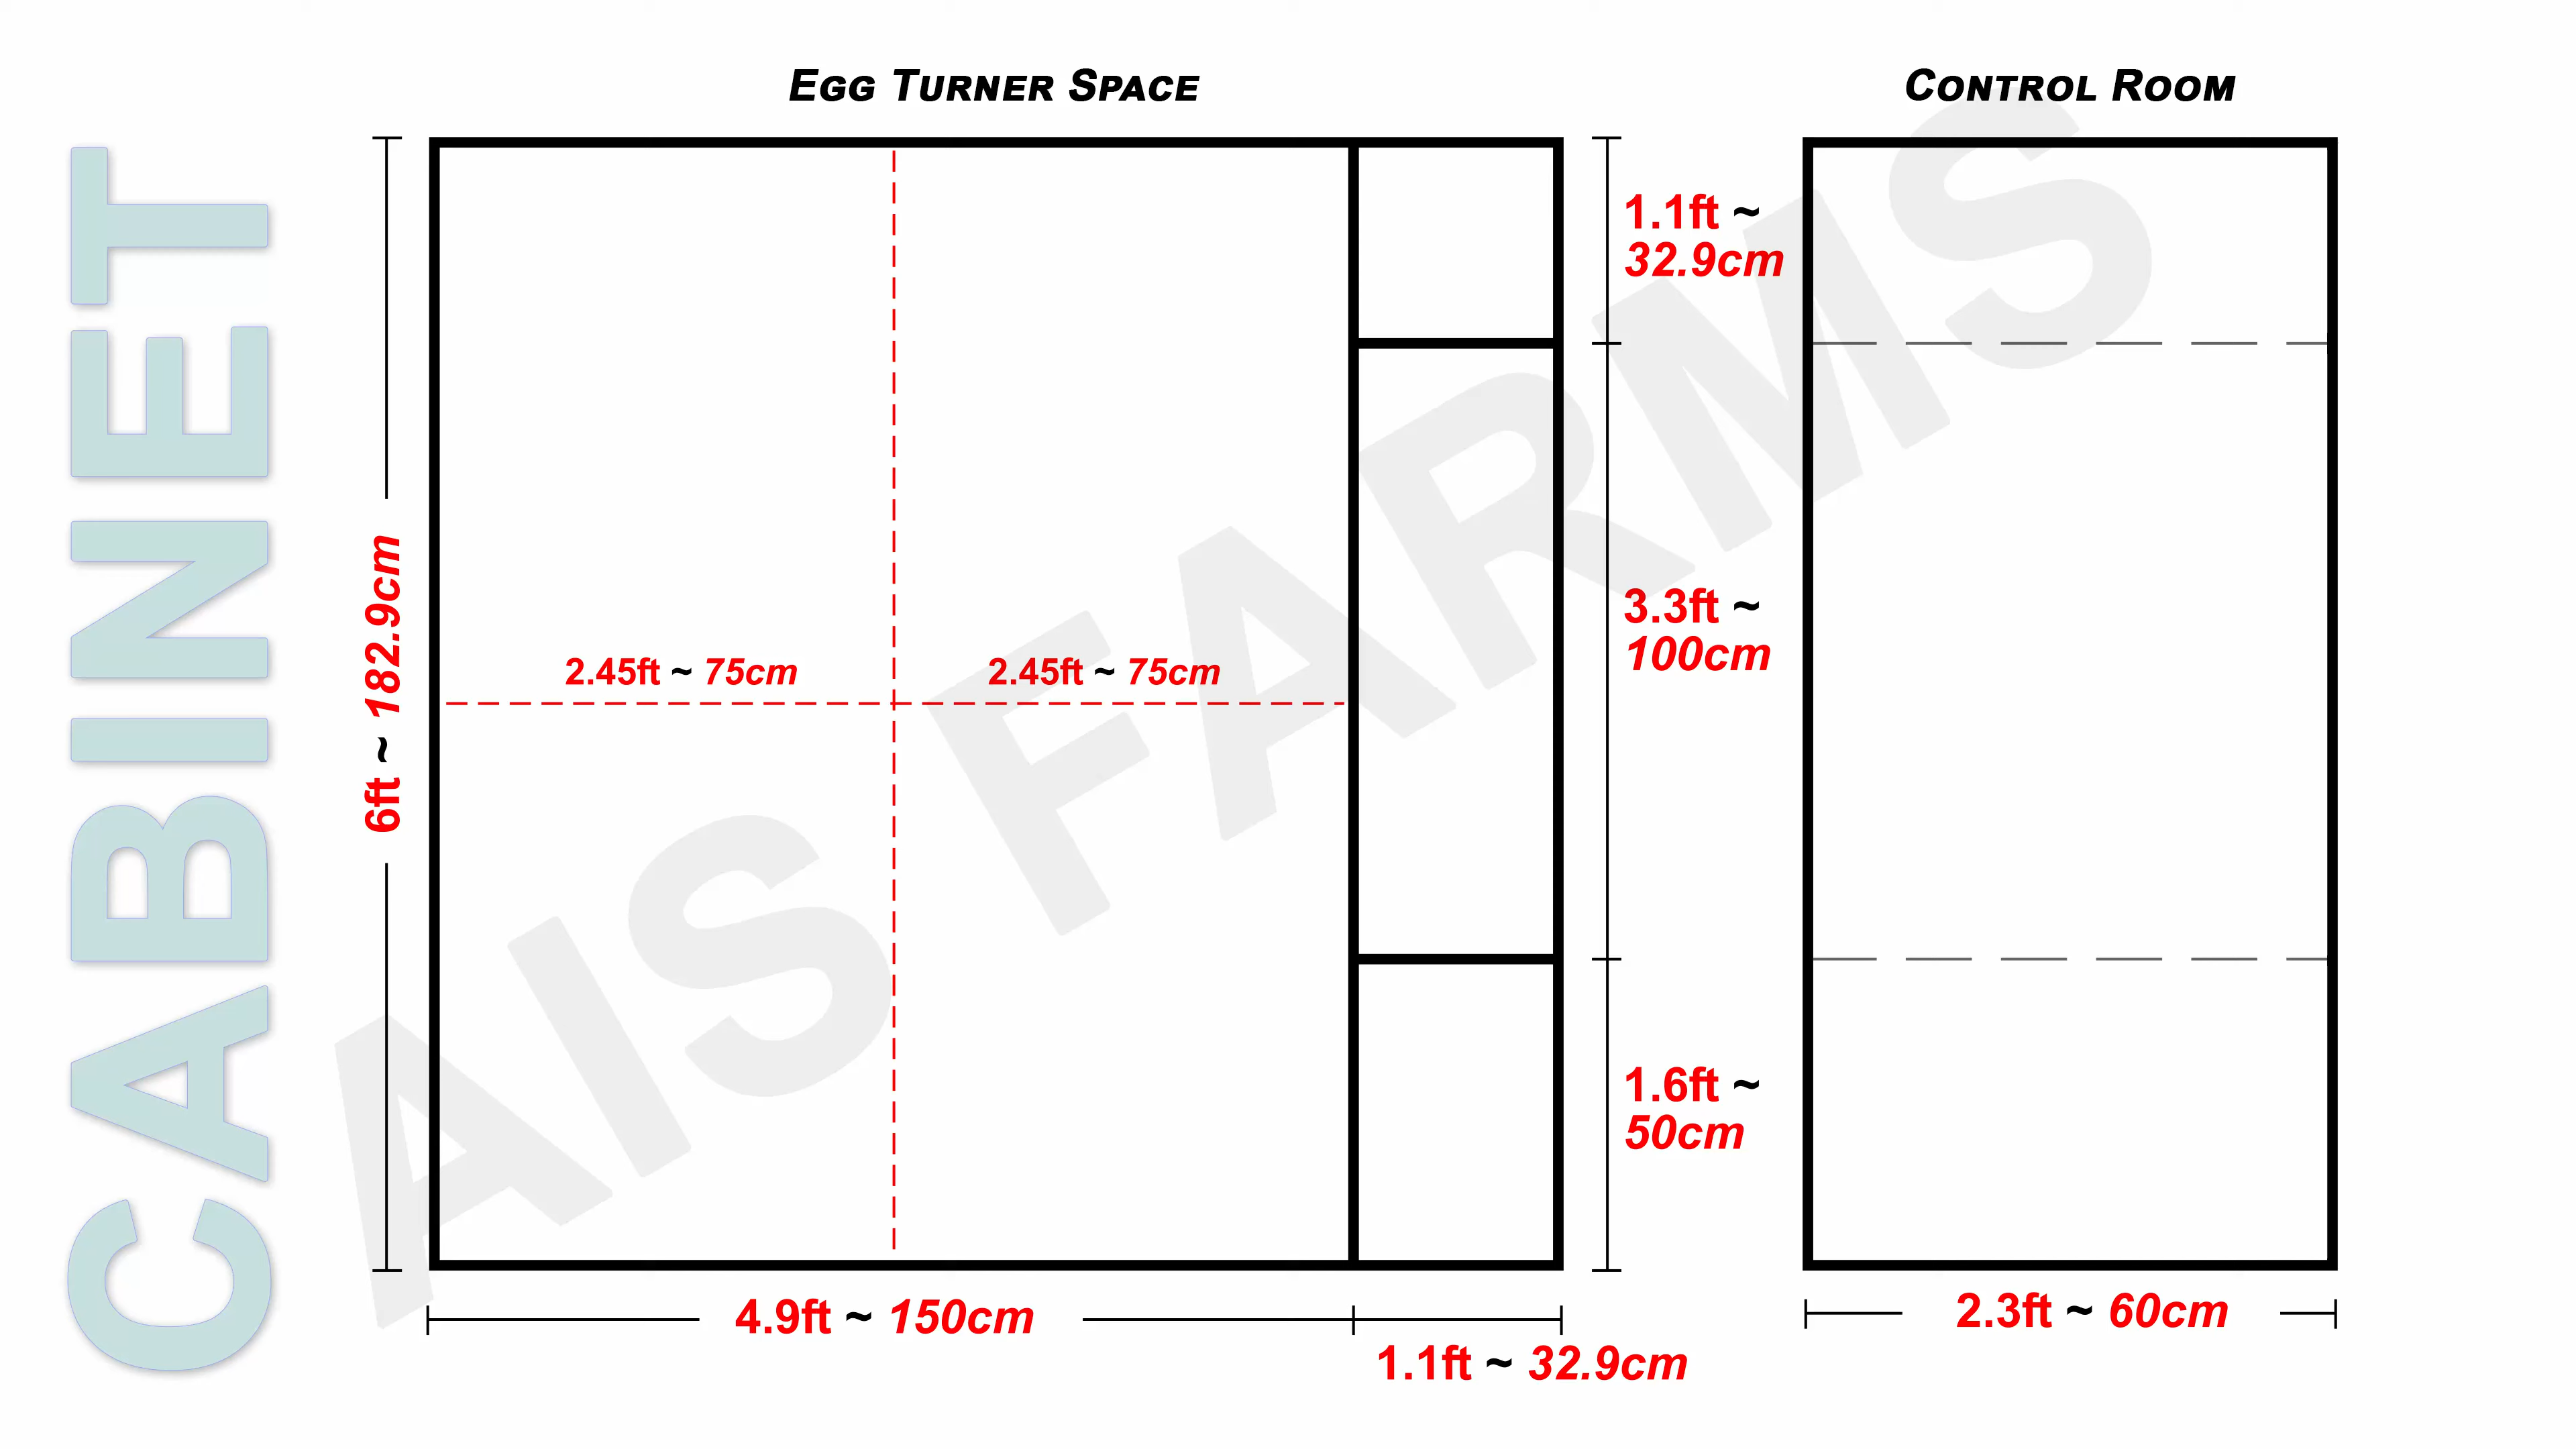 EGG TURNER SPACE
CONTROL ROOM
CABINET
6ft ~ 182.9cm
2.45ft ~ 75cm
2.45ft ~ 75cm
1.1ft ~
32.9cm
3.3ft ~
100cm
1.6ft ~
50cm
4.9ft ~ 150cm
1.1ft ~ 32.9cm
2.3ft ~ 60cm
AIS FARMS